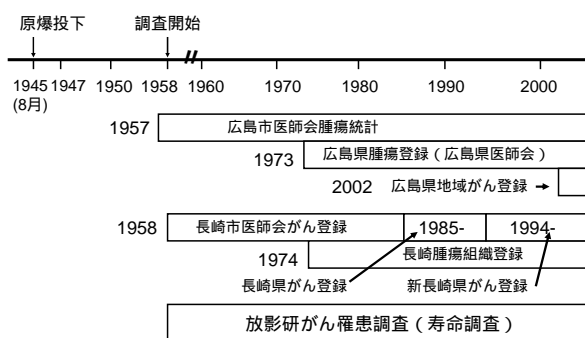 原爆投下 調査開始
1945 1947 1950 1958 1960 1970 1980 1990 2000
(8月)
1957 広島市医師会腫瘍統計
1973 広島県腫瘍登録(広島県医師会)
2002 広島県地域がん登録
1958 長崎市医師会がん登録 1985- 1994-
1974 長崎腫瘍組織登録
長崎県がん登録 新長崎県がん登録
放影研がん罹患調査(寿命調査)